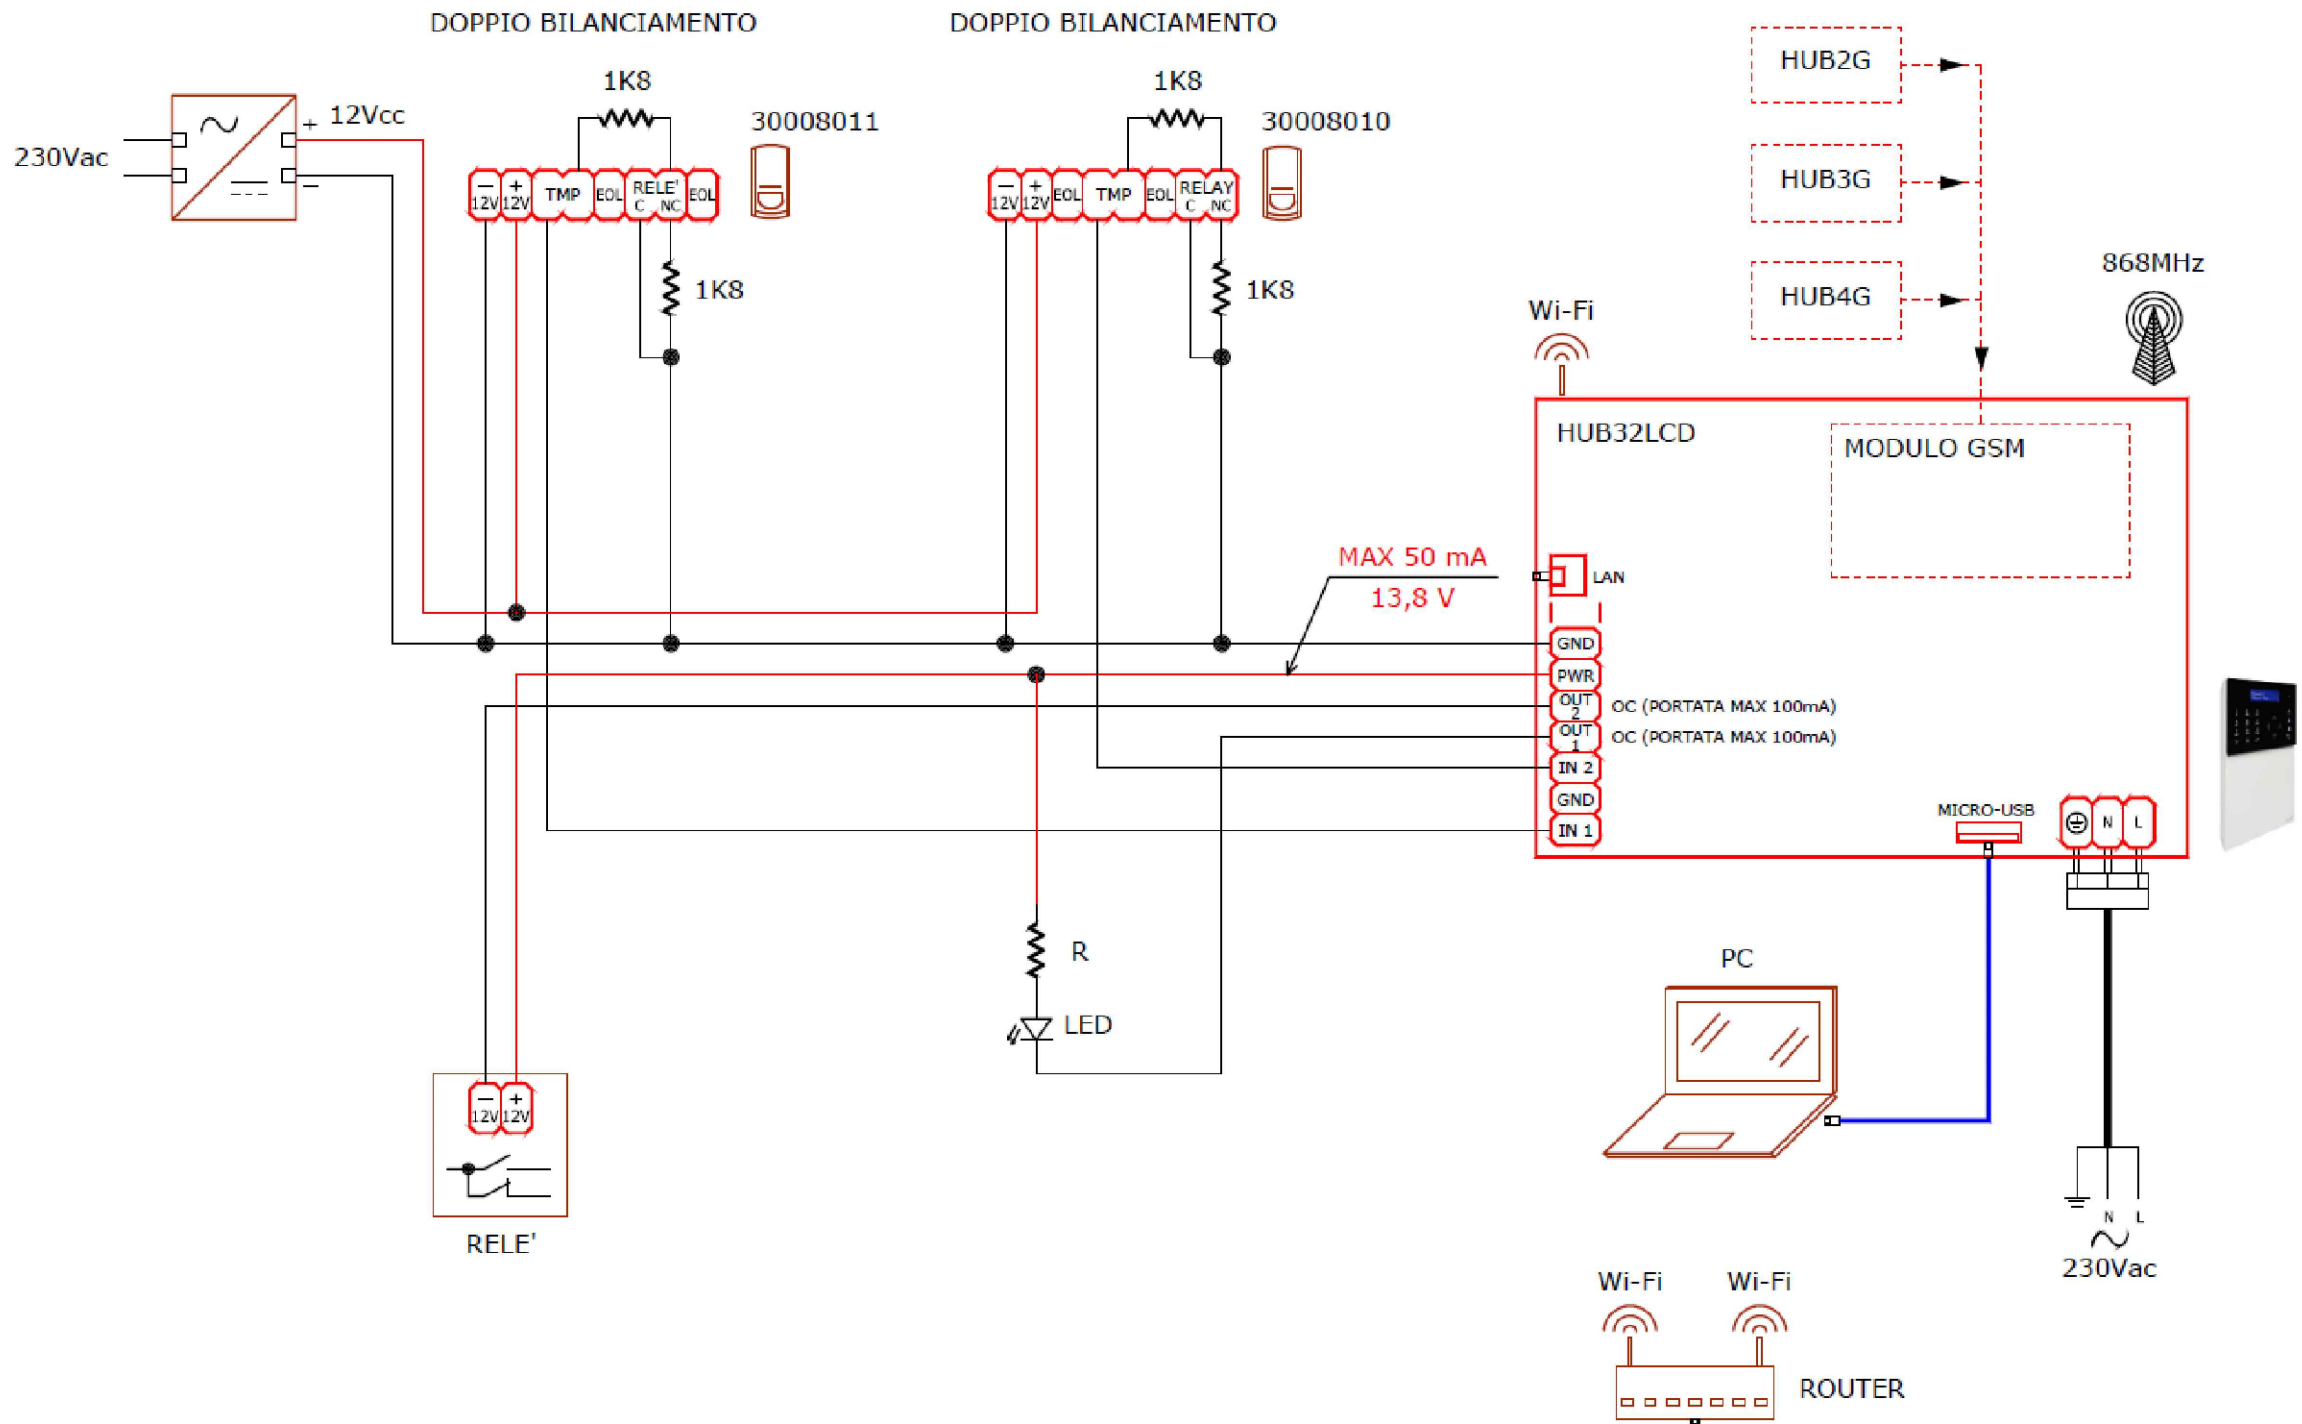 DOPPIO BILANCIAMENTO
DOPPIO BILANCIAMENTO
1K8
1K8
230Vac
+ 12Vcc
−
30008011
30008010
− 12V
+ 12V
TMP
EOL
RELE'
C NC
EOL
− 12V
+ 12V
EOL
TMP
EOL
RELAY
C NC
1K8
1K8
HUB2G
HUB3G
HUB4G
868MHz
Wi-Fi
HUB32LCD
MODULO GSM
MAX 50 mA
13,8 V
LAN
GND
PWR
OUT 2
OC (PORTATA MAX 100mA)
OUT 1
OC (PORTATA MAX 100mA)
IN 2
GND
IN 1
MICRO-USB
N
L
R
LED
PC
− 12V
+ 12V
RELE'
N L
230Vac
Wi-Fi
Wi-Fi
ROUTER